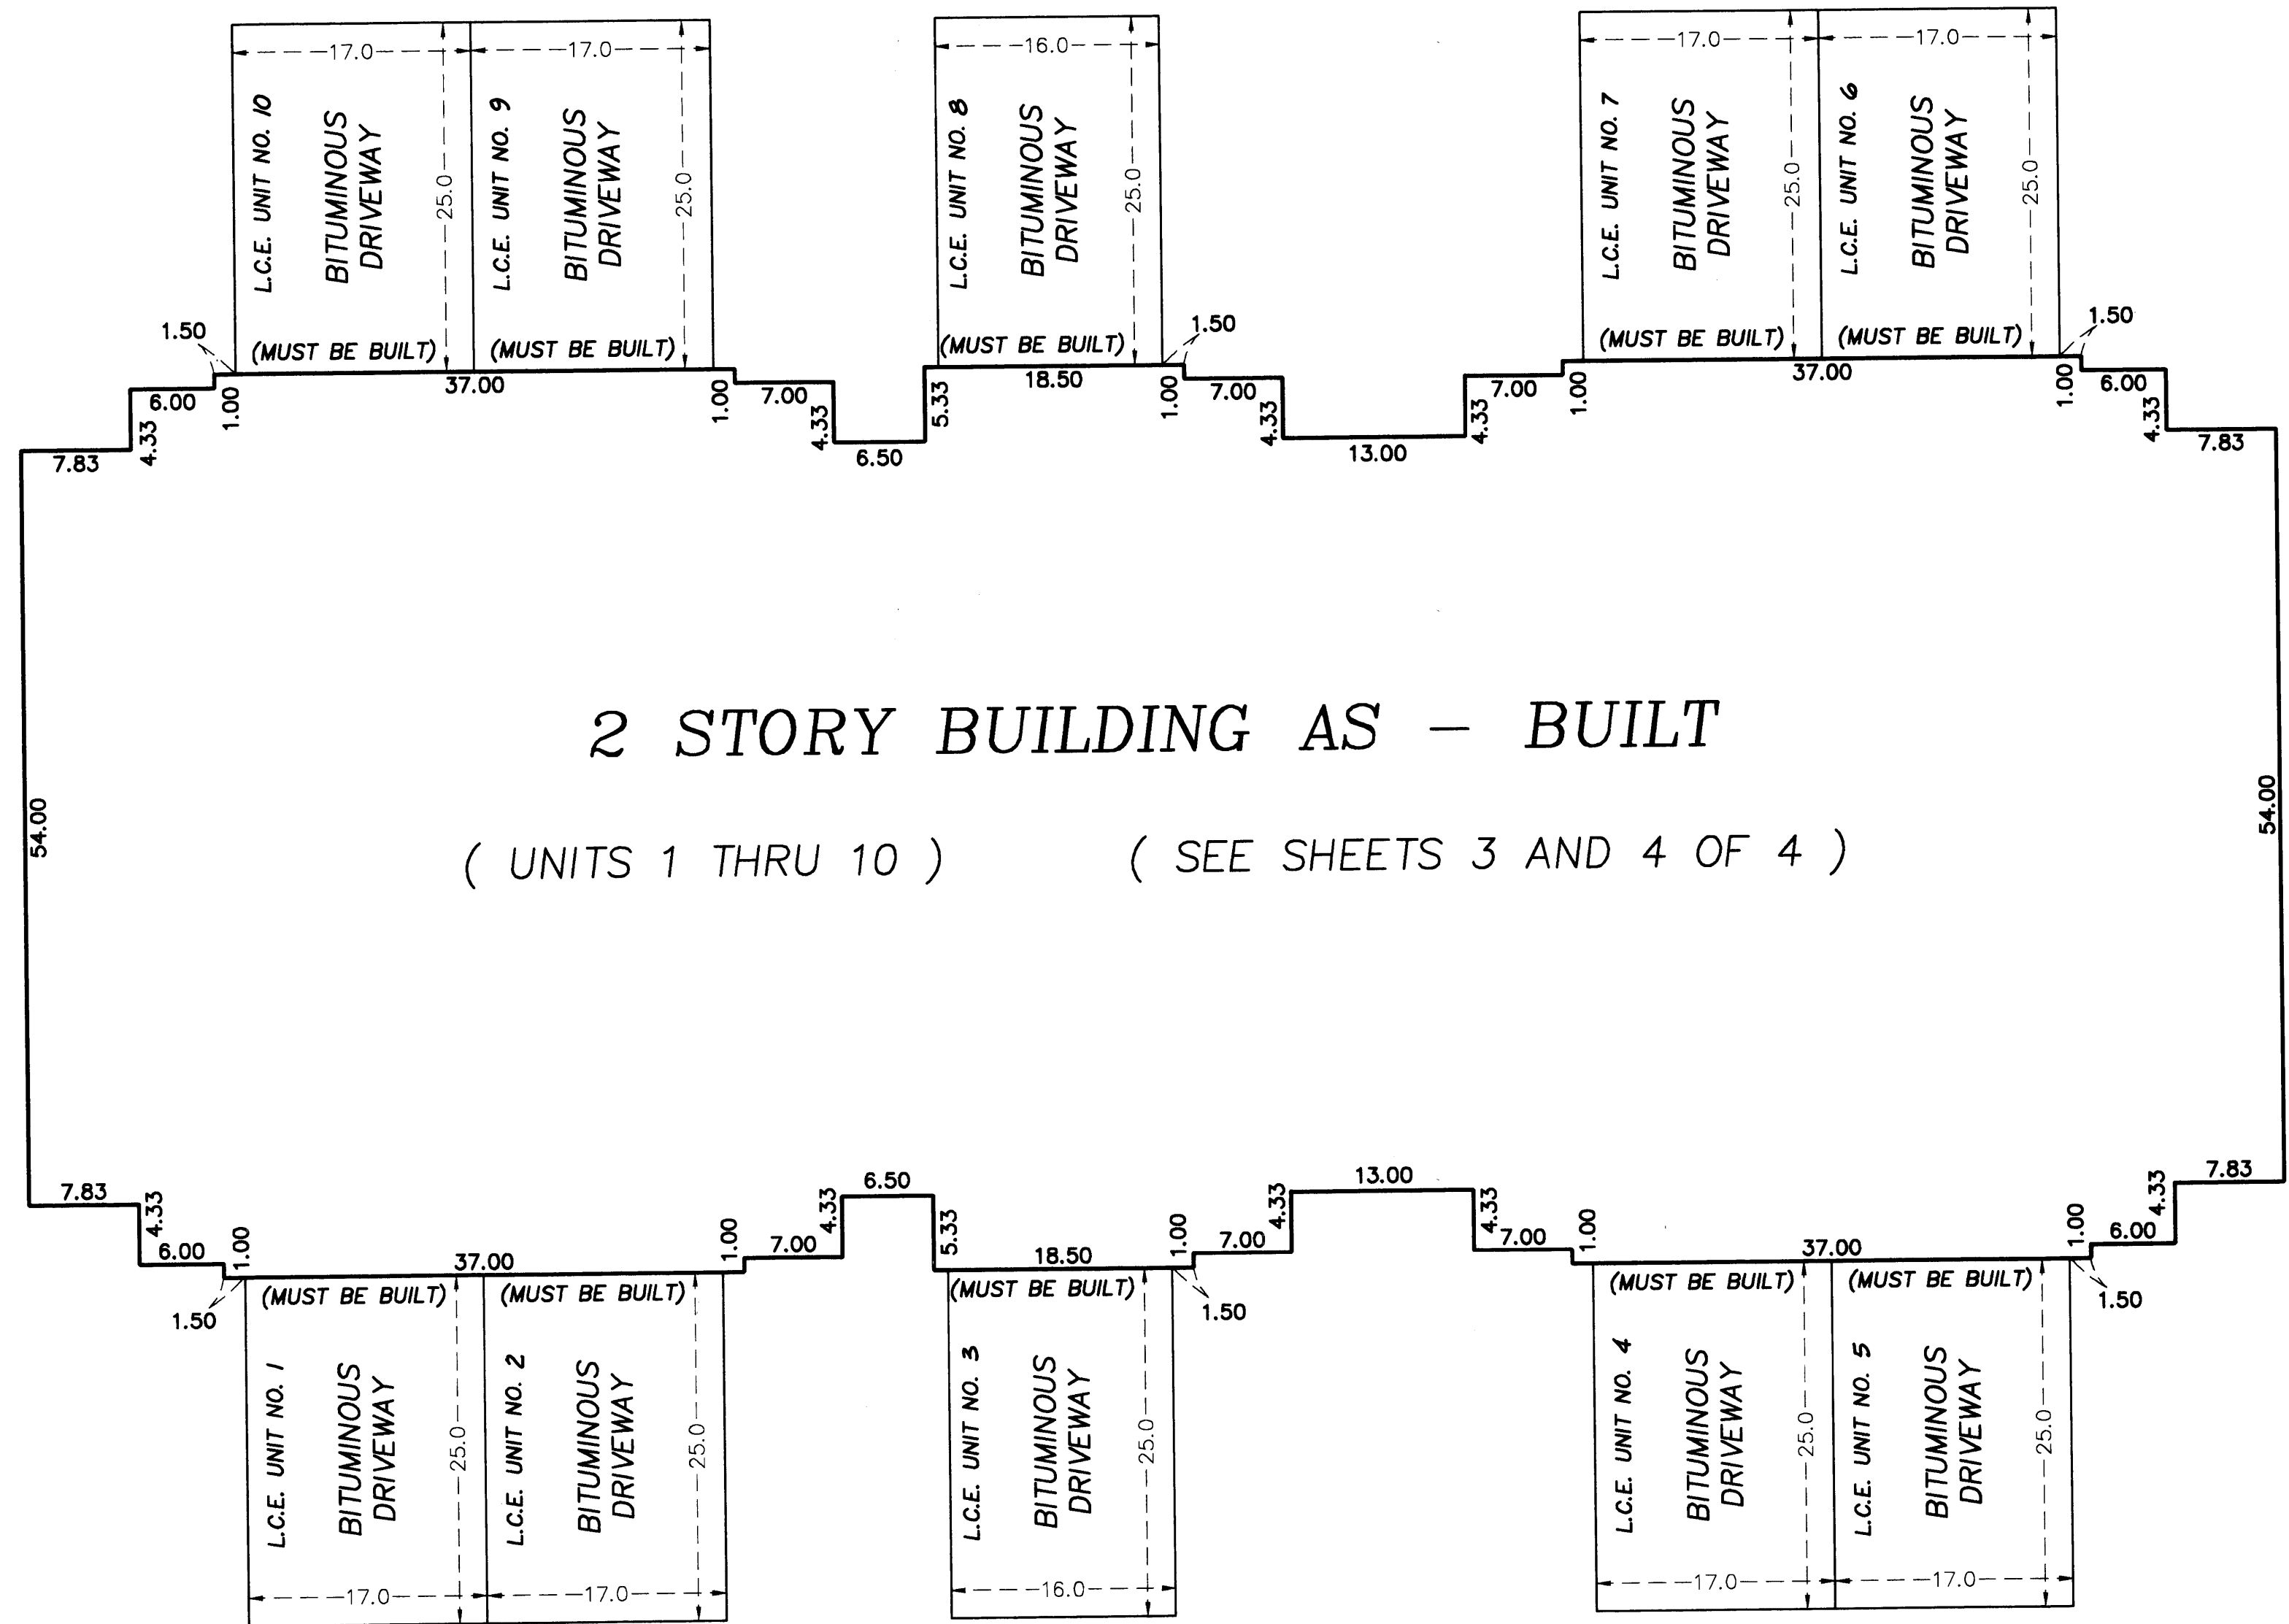 17.0
17.0
16.0
17.0
17.0
L.C.E. UNIT NO. 10
BITUMINOUS
DRIVEWAY
25.0
L.C.E. UNIT NO. 9
BITUMINOUS
DRIVEWAY
25.0
L.C.E. UNIT NO. 8
BITUMINOUS
DRIVEWAY
25.0
L.C.E. UNIT NO. 7
BITUMINOUS
DRIVEWAY
25.0
L.C.E. UNIT NO. 6
BITUMINOUS
DRIVEWAY
25.0
1.50
(MUST BE BUILT)
(MUST BE BUILT)
(MUST BE BUILT)
1.50
(MUST BE BUILT)
(MUST BE BUILT)
1.50
7.83
4.33
6.00
1.00
37.00
1.00
7.00
4.33
6.50
5.33
18.50
1.00
7.00
4.33
13.00
4.33
7.00
1.00
37.00
1.00
6.00
4.33
7.83
2 STORY BUILDING AS - BUILT
54.00
( UNITS 1 THRU 10 )
( SEE SHEETS 3 AND 4 OF 4 )
54.00
7.83
4.33
6.00
1.00
37.00
1.00
7.00
4.33
6.50
5.33
18.50
1.00
7.00
4.33
13.00
4.33
7.00
1.00
37.00
1.00
6.00
4.33
7.83
1.50
(MUST BE BUILT)
(MUST BE BUILT)
(MUST BE BUILT)
1.50
(MUST BE BUILT)
(MUST BE BUILT)
1.50
L.C.E. UNIT NO. 1
BITUMINOUS
DRIVEWAY
25.0
L.C.E. UNIT NO. 2
BITUMINOUS
DRIVEWAY
25.0
L.C.E. UNIT NO. 3
BITUMINOUS
DRIVEWAY
25.0
L.C.E. UNIT NO. 4
BITUMINOUS
DRIVEWAY
25.0
L.C.E. UNIT NO. 5
BITUMINOUS
DRIVEWAY
25.0
17.0
17.0
16.0
17.0
17.0